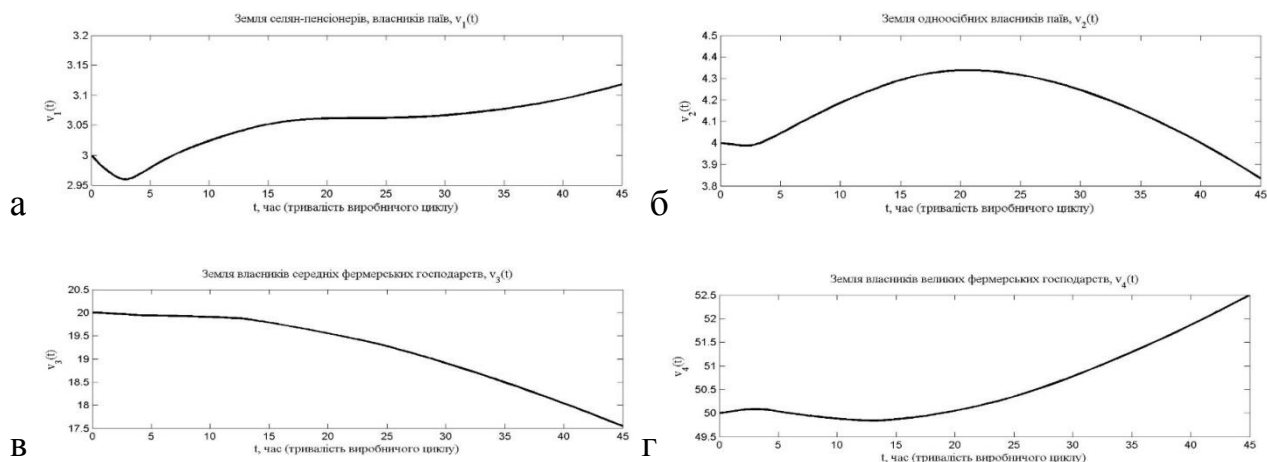 Земля селян-пенсіонерів, власників паїв, v₁(t)
3.2
3.15
3.1
3.05
3
2.95
v₁(t)
0 5 10 15 20 25 30 35 40 45
t, час (тривалість виробничого циклу)
а
Земля одноосібних власників паїв, v₂(t)
4.5
4.4
4.3
4.2
4.1
4.0
3.9
3.8
v₂(t)
0 5 10 15 20 25 30 35 40 45
t, час (тривалість виробничого циклу)
б
Земля власників середніх фермерських господарств, v₃(t)
20.5
20
19.5
19
18.5
18
17.5
v₃(t)
0 5 10 15 20 25 30 35 40 45
t, час (тривалість виробничого циклу)
в
Земля власників великих фермерських господарств, v₄(t)
52.5
52
51.5
51
50.5
50
49.5
v₄(t)
0 5 10 15 20 25 30 35 40 45
t, час (тривалість виробничого циклу)
г